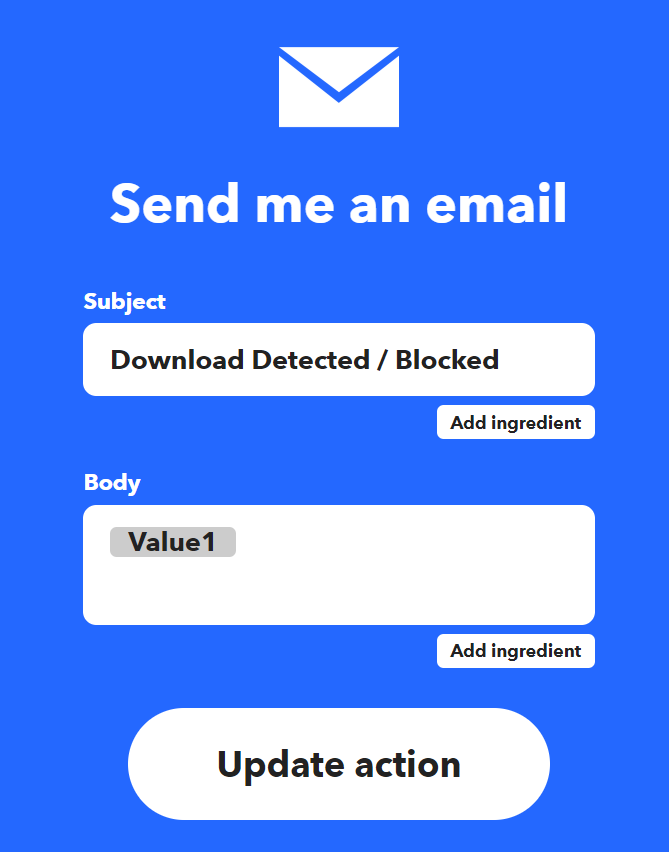 Send me an email
Subject
Download Detected / Blocked
Add ingredient
Body
Value1
Add ingredient
Update action